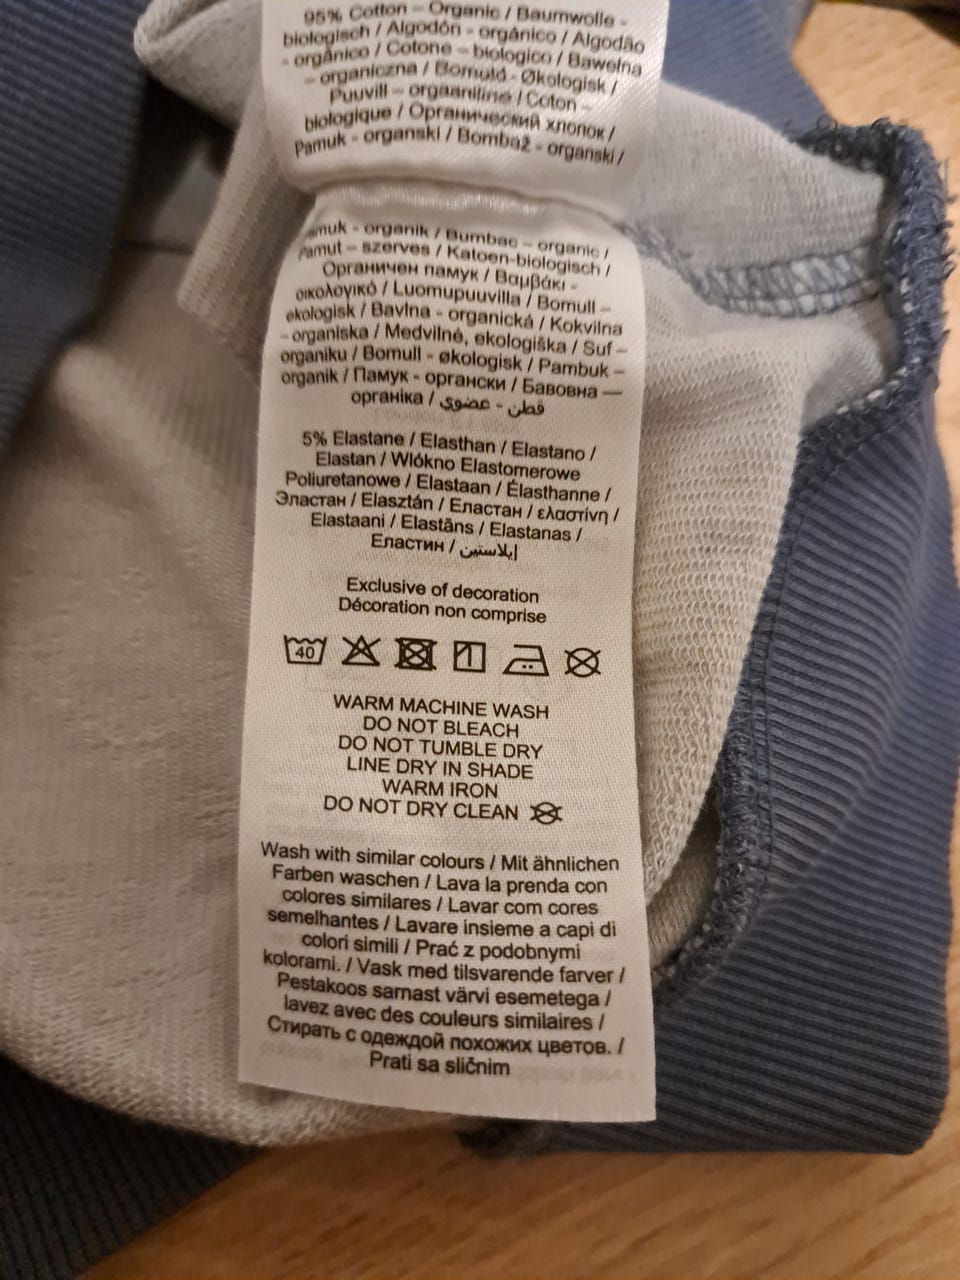 95% Cotton – Organic / Baumwolle -
biologisch / Algodón - orgánico / Algodão
- orgânico / Cotone – biologico / Bawełna
– organiczna / Bomuld - Økologisk /
Puuvill – orgaaniline / Coton –
biologique / Органический хлопок /
Pamuk - organski / Bombaž - organski /
amuk - organik / Bumbac – organic /
Pamut – szerves / Katoen-biologisch /
Органичен памук / Βαμβάκι -
οικολογικό / Luomupuuvilla / Bomull –
ekologisk / Bavlna - organická / Kokvilna
- organiska / Medvilnė, ekologiška / Suf –
organiku / Bomull - økologisk / Pambuk –
organik / Памук - органски / Бавовна —
органіка / قطن - عضوي
5% Elastane / Elasthan / Elastano /
Elastan / Wlókno Elastomerowe
Poliuretanowe / Elastaan / Élasthanne /
Эластан / Elasztán / Еластан / ελαστίνη /
Elastaani / Elastāns / Elastanas /
Еластин / إيلاستين
Exclusive of decoration
Décoration non comprise
40
WARM MACHINE WASH
DO NOT BLEACH
DO NOT TUMBLE DRY
LINE DRY IN SHADE
WARM IRON
DO NOT DRY CLEAN
Wash with similar colours / Mit ähnlichen
Farben waschen / Lava la prenda con
colores similares / Lavar com cores
semelhantes / Lavare insieme a capi di
colori simili / Prać z podobnymi
kolorami. / Vask med tilsvarende farver /
Pestakoos sarnast värvi esemetega /
lavez avec des couleurs similaires /
Стирать с одеждой похожих цветов. /
Prati sa sličnim